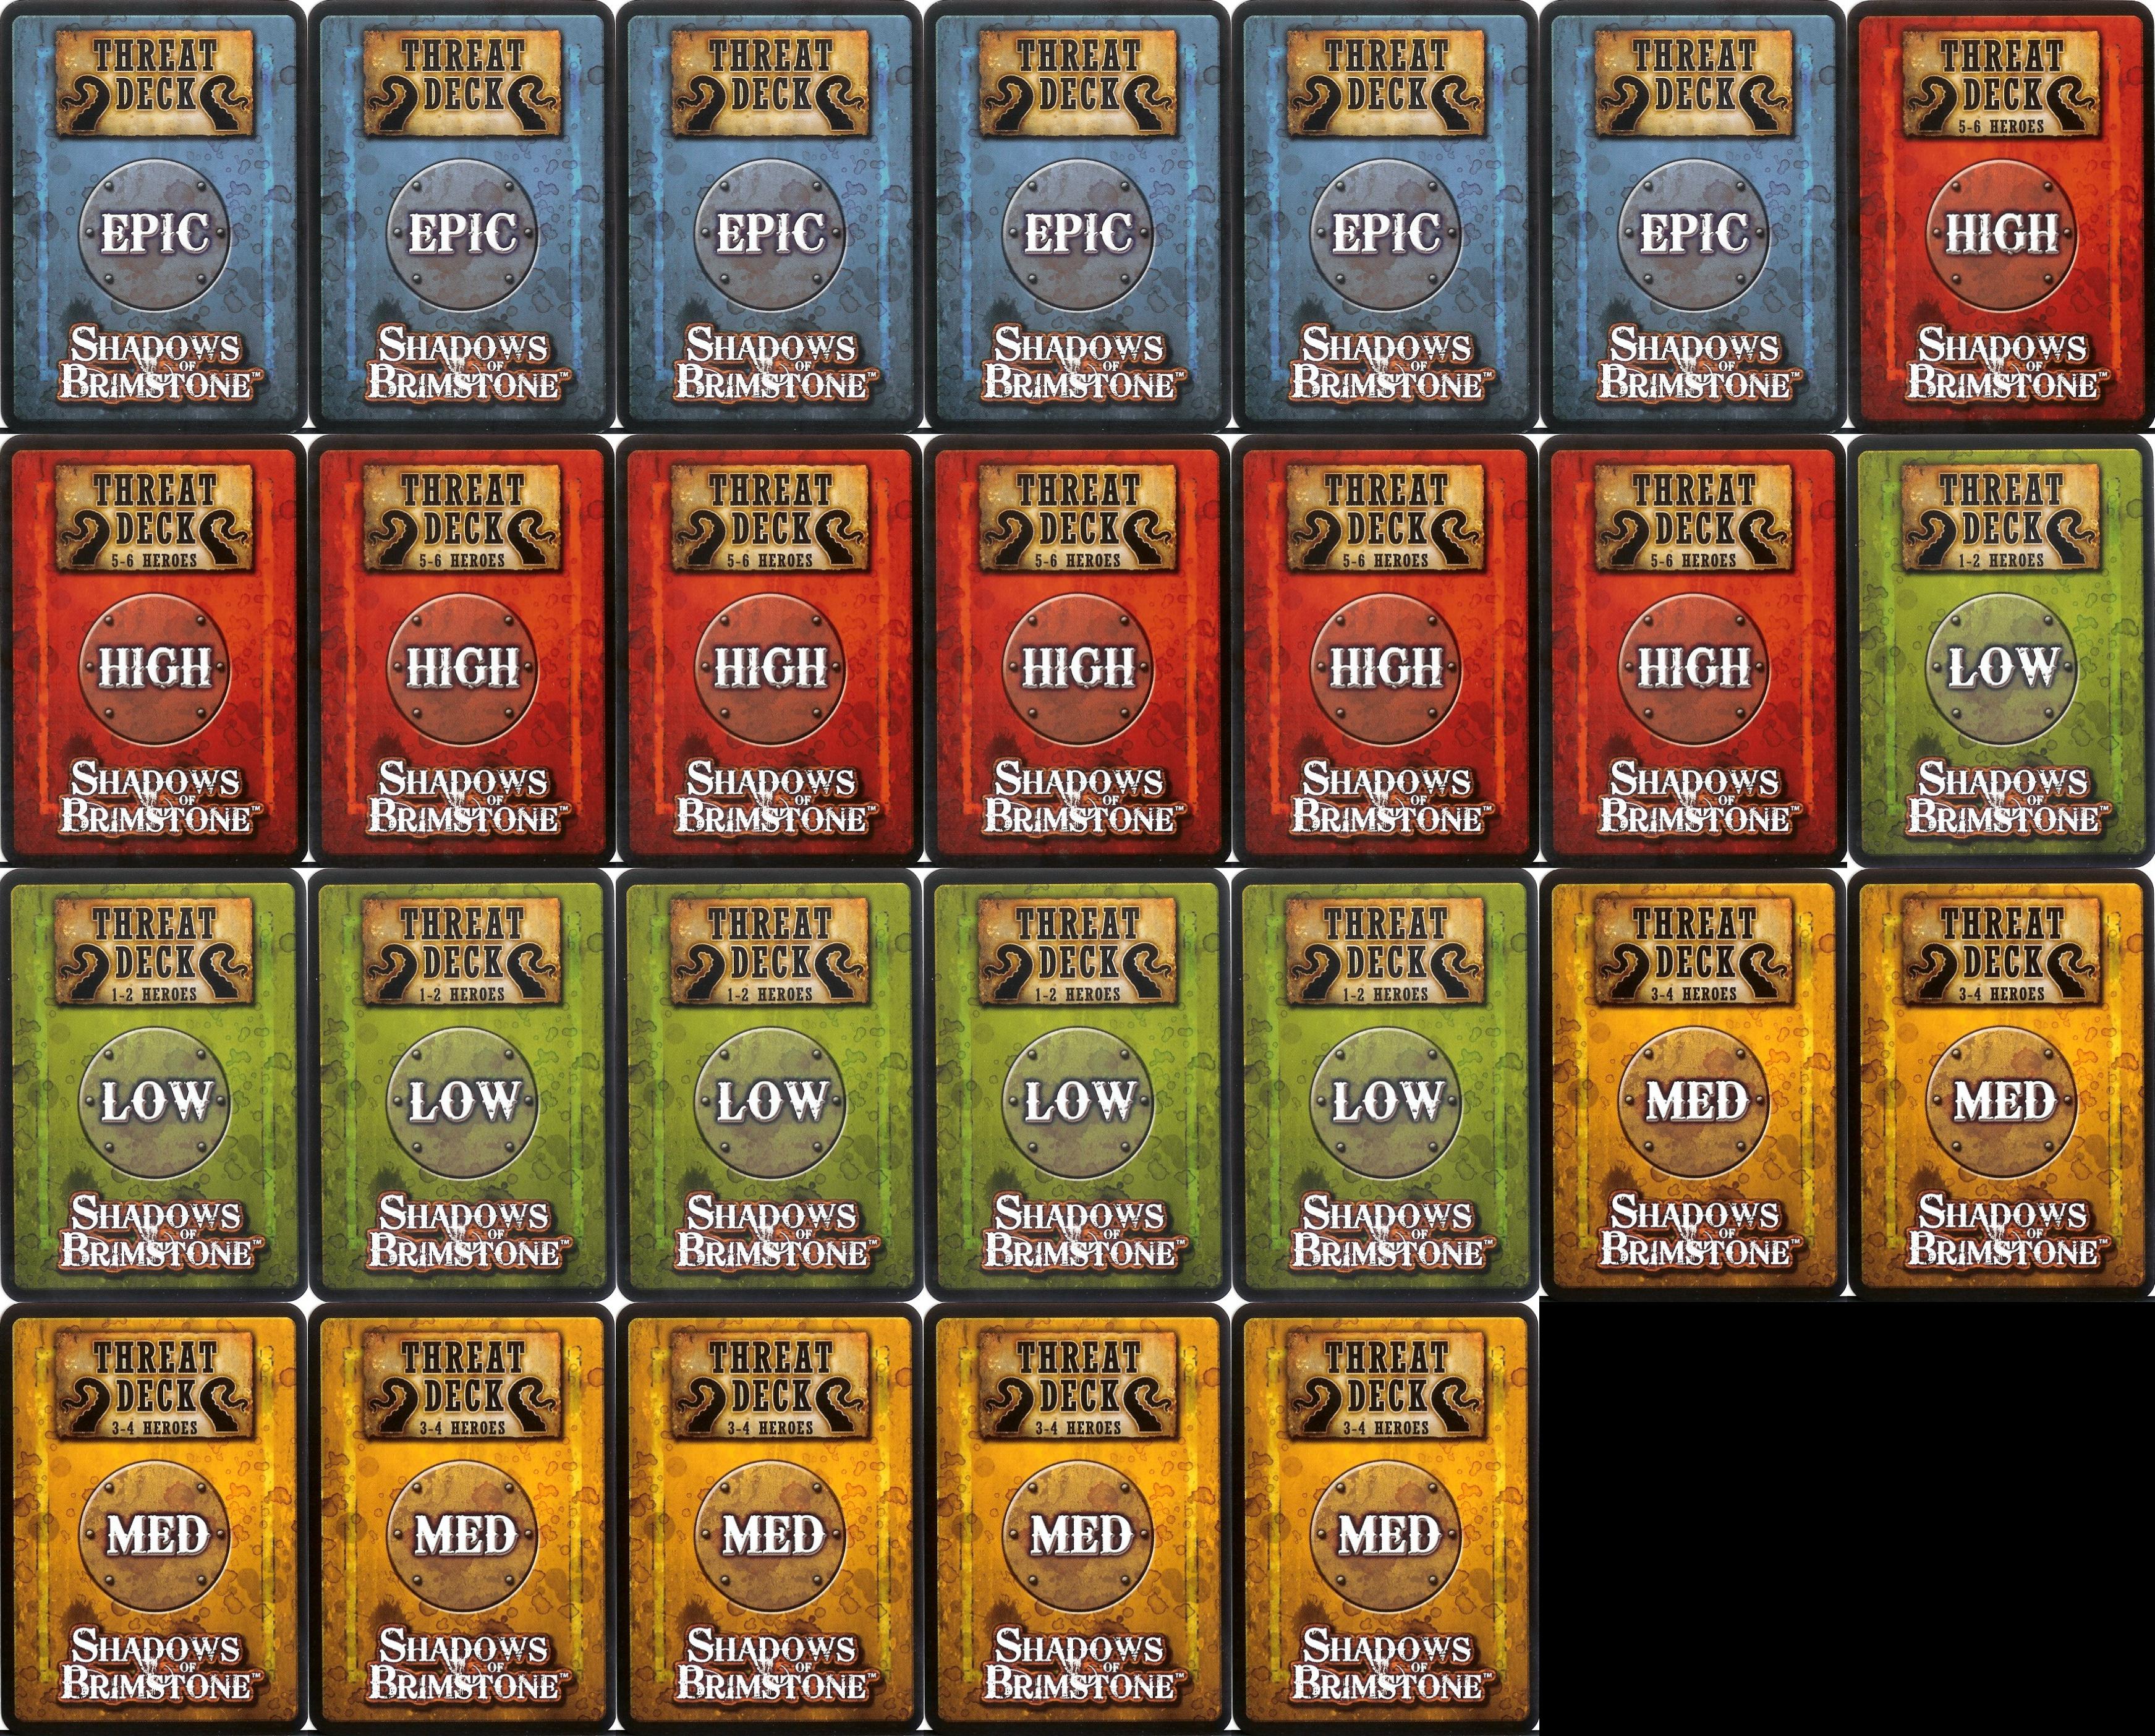 THREAT
DECK
EPIC
SHADOWS
OF
BRIMSTONE™
THREAT
DECK
EPIC
SHADOWS
OF
BRIMSTONE™
THREAT
DECK
EPIC
SHADOWS
OF
BRIMSTONE™
THREAT
DECK
EPIC
SHADOWS
OF
BRIMSTONE™
THREAT
DECK
EPIC
SHADOWS
OF
BRIMSTONE™
THREAT
DECK
EPIC
SHADOWS
OF
BRIMSTONE™
THREAT
DECK
5-6 HEROES
HIGH
SHADOWS
OF
BRIMSTONE™
THREAT
DECK
5-6 HEROES
HIGH
SHADOWS
OF
BRIMSTONE™
THREAT
DECK
5-6 HEROES
HIGH
SHADOWS
OF
BRIMSTONE™
THREAT
DECK
5-6 HEROES
HIGH
SHADOWS
OF
BRIMSTONE™
THREAT
DECK
5-6 HEROES
HIGH
SHADOWS
OF
BRIMSTONE™
THREAT
DECK
5-6 HEROES
HIGH
SHADOWS
OF
BRIMSTONE™
THREAT
DECK
5-6 HEROES
HIGH
SHADOWS
OF
BRIMSTONE™
THREAT
DECK
1-2 HEROES
LOW
SHADOWS
OF
BRIMSTONE™
THREAT
DECK
1-2 HEROES
LOW
SHADOWS
OF
BRIMSTONE™
THREAT
DECK
1-2 HEROES
LOW
SHADOWS
OF
BRIMSTONE™
THREAT
DECK
1-2 HEROES
LOW
SHADOWS
OF
BRIMSTONE™
THREAT
DECK
1-2 HEROES
LOW
SHADOWS
OF
BRIMSTONE™
THREAT
DECK
1-2 HEROES
LOW
SHADOWS
OF
BRIMSTONE™
THREAT
DECK
3-4 HEROES
MED
SHADOWS
OF
BRIMSTONE™
THREAT
DECK
3-4 HEROES
MED
SHADOWS
OF
BRIMSTONE™
THREAT
DECK
3-4 HEROES
MED
SHADOWS
OF
BRIMSTONE™
THREAT
DECK
3-4 HEROES
MED
SHADOWS
OF
BRIMSTONE™
THREAT
DECK
3-4 HEROES
MED
SHADOWS
OF
BRIMSTONE™
THREAT
DECK
3-4 HEROES
MED
SHADOWS
OF
BRIMSTONE™
THREAT
DECK
3-4 HEROES
MED
SHADOWS
OF
BRIMSTONE™